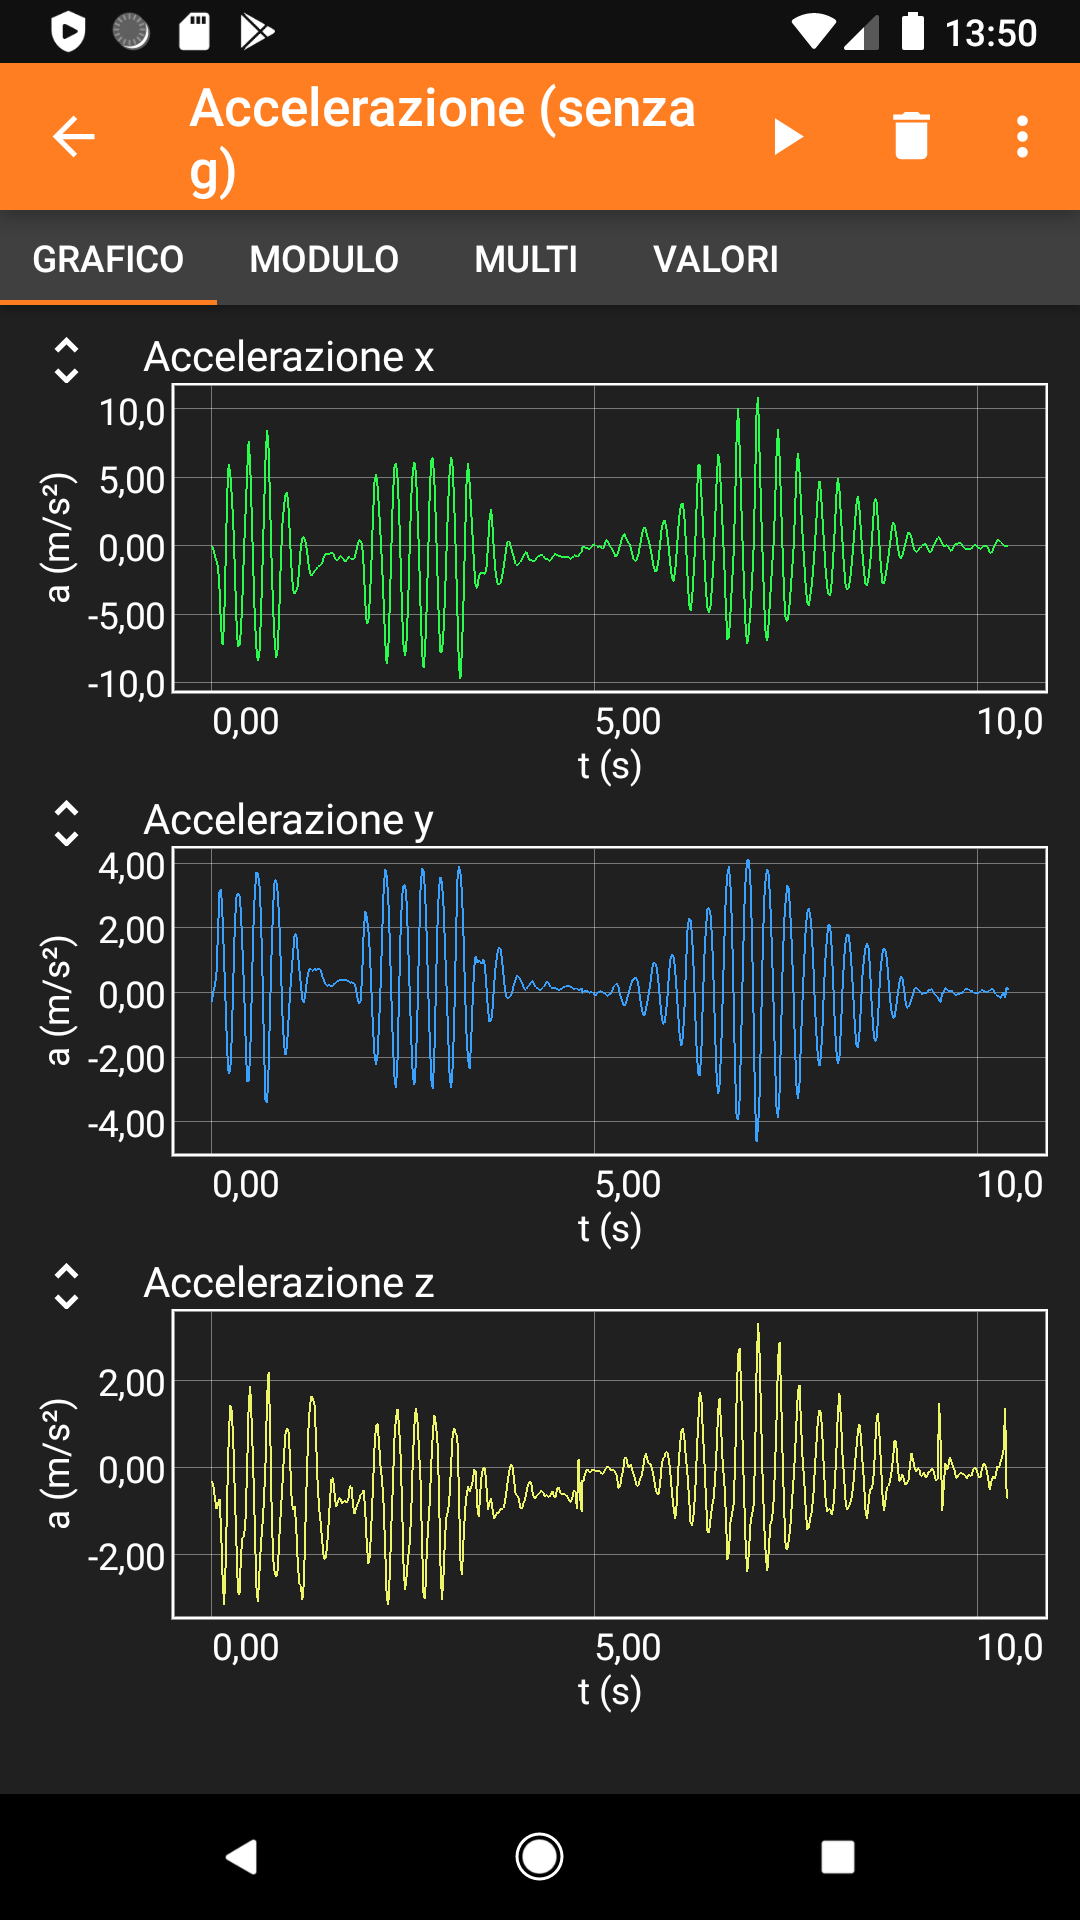 13:50
Accelerazione (senza
g)
GRAFICO MODULO MULTI VALORI
Accelerazione x
a (m/s²)
10,0
5,00
0,00
-5,00
-10,0
0,00 5,00 10,0
t (s)
Accelerazione y
a (m/s²)
4,00
2,00
0,00
-2,00
-4,00
0,00 5,00 10,0
t (s)
Accelerazione z
a (m/s²)
2,00
0,00
-2,00
0,00 5,00 10,0
t (s)